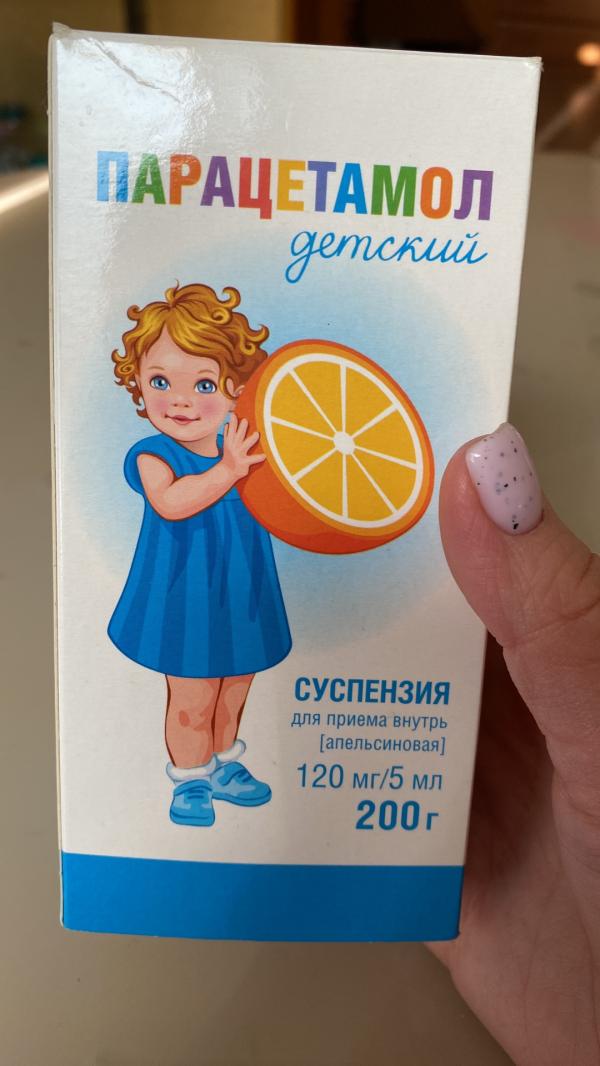 ПАРАЦЕТАМОЛ
детский
СУСПЕНЗИЯ
для приема внутрь
[апельсиновая]
120 мг/5 мл
200 г